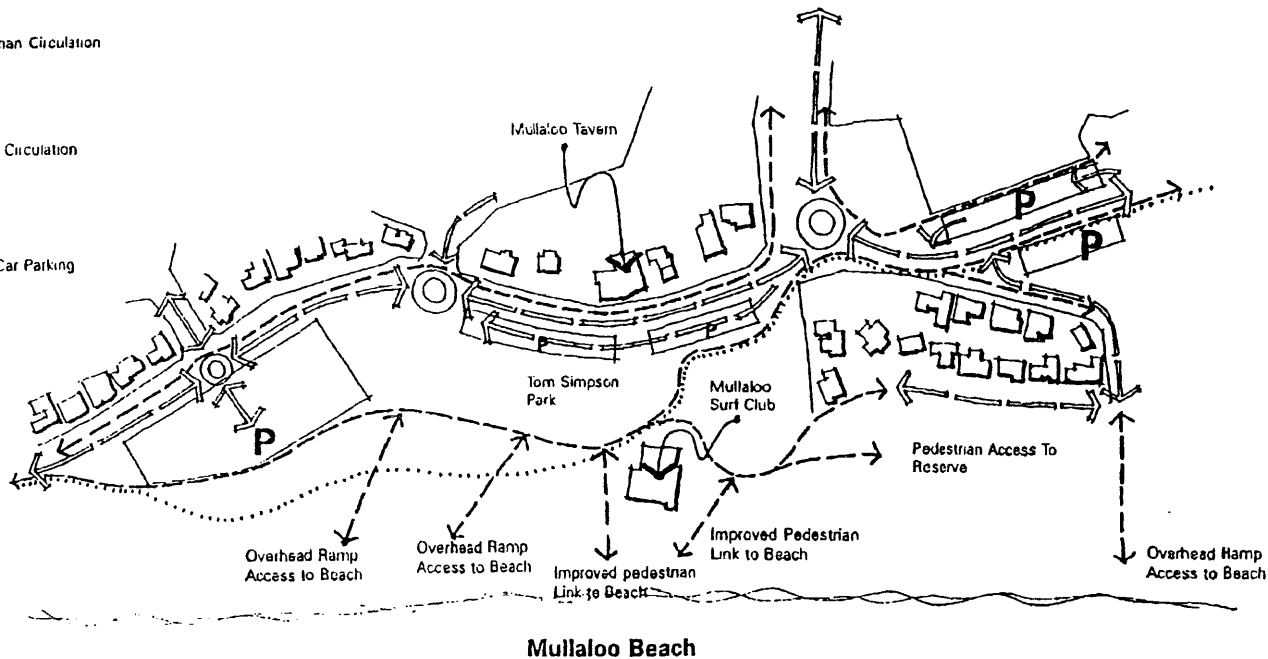 nan Circulation
Circulation
Car Parking
Mullaloo Tavern
P
P
P
P
P
Tom Simpson
Park
Mullaloo
Surf Club
Pedestrian Access To
Reserve
Overhead Ramp
Access to Beach
Overhead Ramp
Access to Beach
Improved pedestrian
Link to Beach
Improved Pedestrian
Link to Beach
Overhead Ramp
Access to Beach
Mullaloo Beach